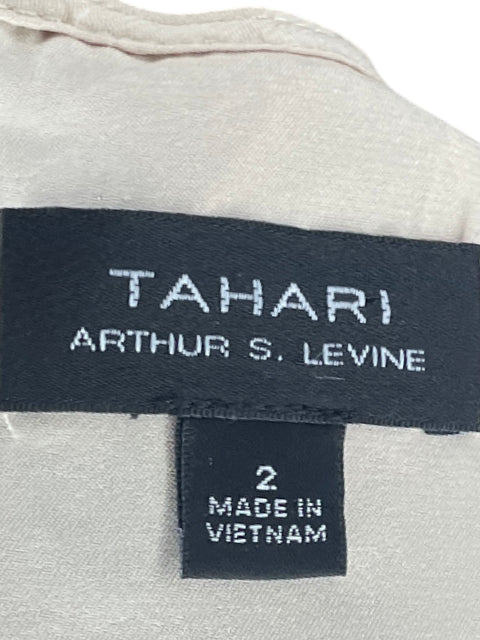 TAHARI
ARTHUR S. LEVINE
2
MADE IN
VIETNAM